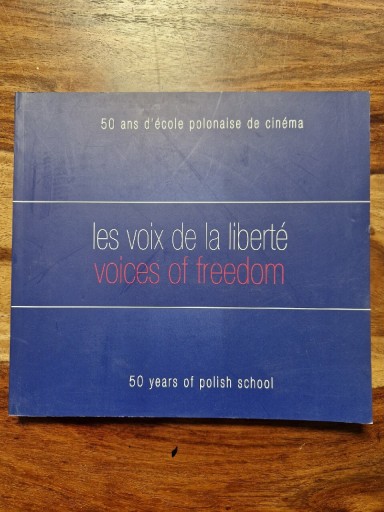 50 ans d'école polonaise de cinéma
les voix de la liberté
voices of freedom
50 years of polish school